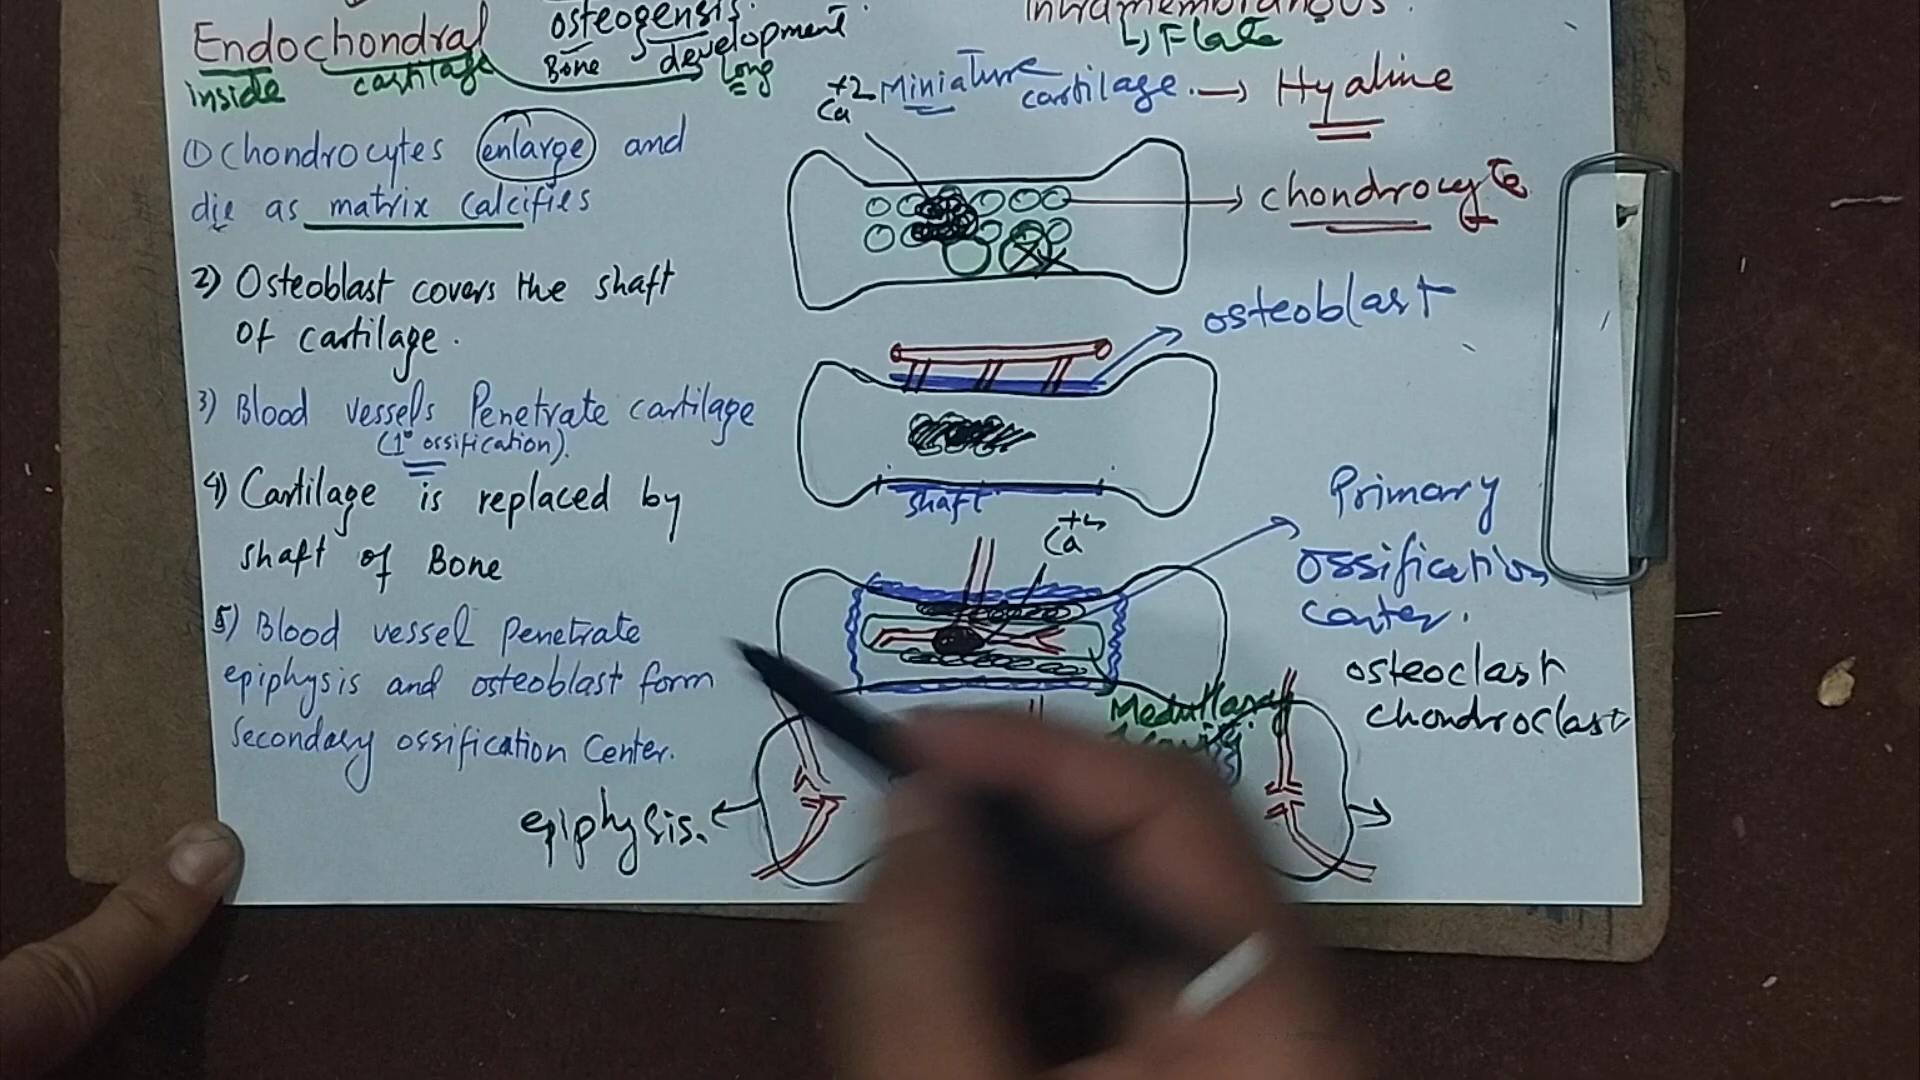 osteogensis.
Intramembranous.
Endochondral
Bone development
↳ Flate
inside cartilage
long
Ca+2
Miniature cartilage. → Hyaline
① Chondrocytes enlarge and
die as matrix calcifies
chondrocyte
2) Osteoblast covers the shaft
of cartilage.
osteoblast
3) Blood vessels Penetrate cartilage
(1° ossification).
shaft
4) Cartilage is replaced by
shaft of Bone
Primary
ossification
center.
5) Blood vessel penetrate
epiphysis and osteoblast form
Secondary ossification Center.
osteoclast
chondroclast
Medullary
epiphysis.